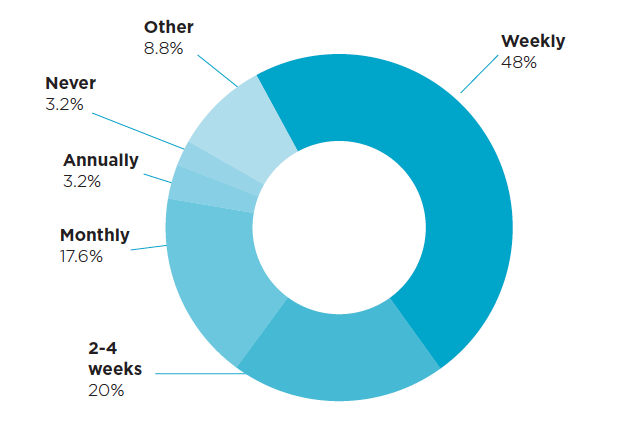 Other
8.8%
Weekly
48%
Never
3.2%
Annually
3.2%
Monthly
17.6%
2-4
weeks
20%